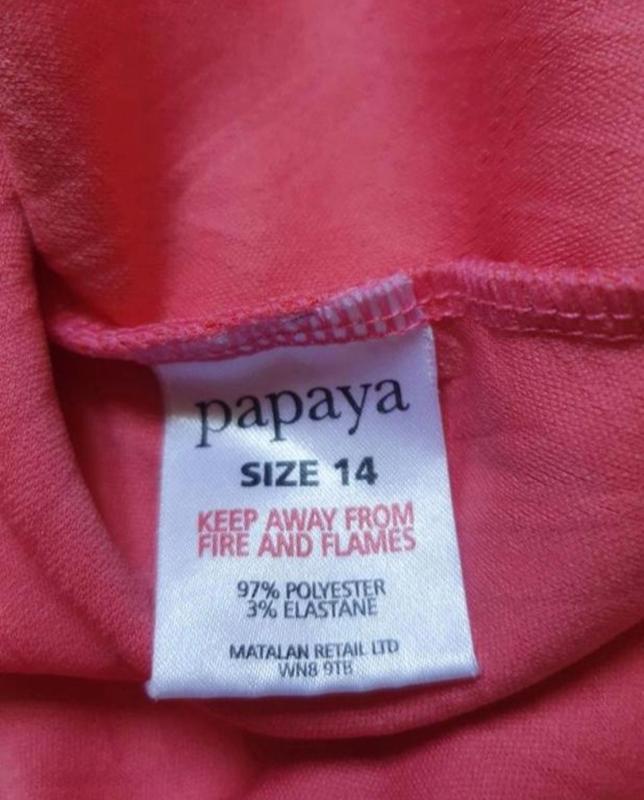 papaya
SIZE 14
KEEP AWAY FROM
FIRE AND FLAMES
97% POLYESTER
3% ELASTANE
MATALAN RETAIL LTD
WN8 9TB